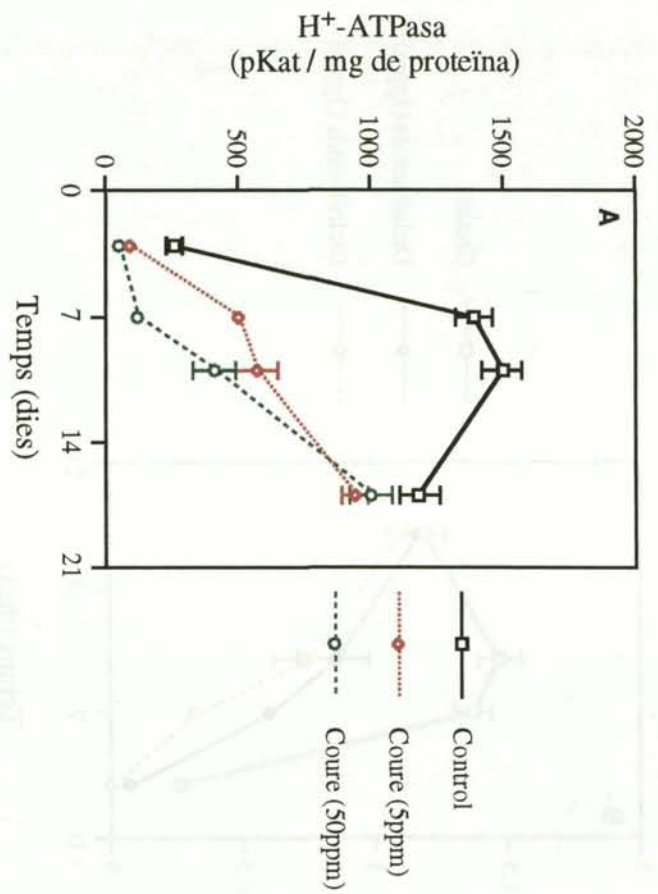 H⁺-ATPasa
(pKat / mg de proteïna)
2000
1500
1000
500
0
A
0
7
14
21
Temps (dies)
Control
Coure (5ppm)
Coure (50ppm)